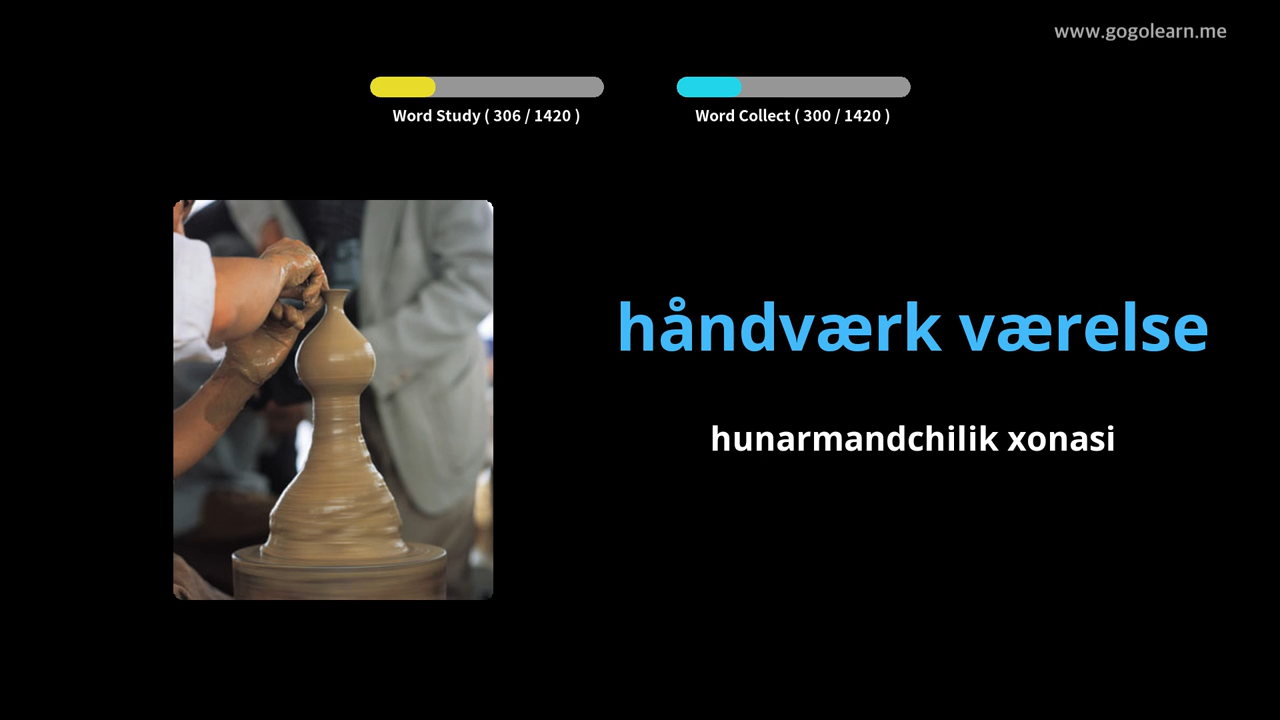 www.gogolearn.me
Word Study ( 306 / 1420 )
Word Collect ( 300 / 1420 )
håndværk værelse
hunarmandchilik xonasi